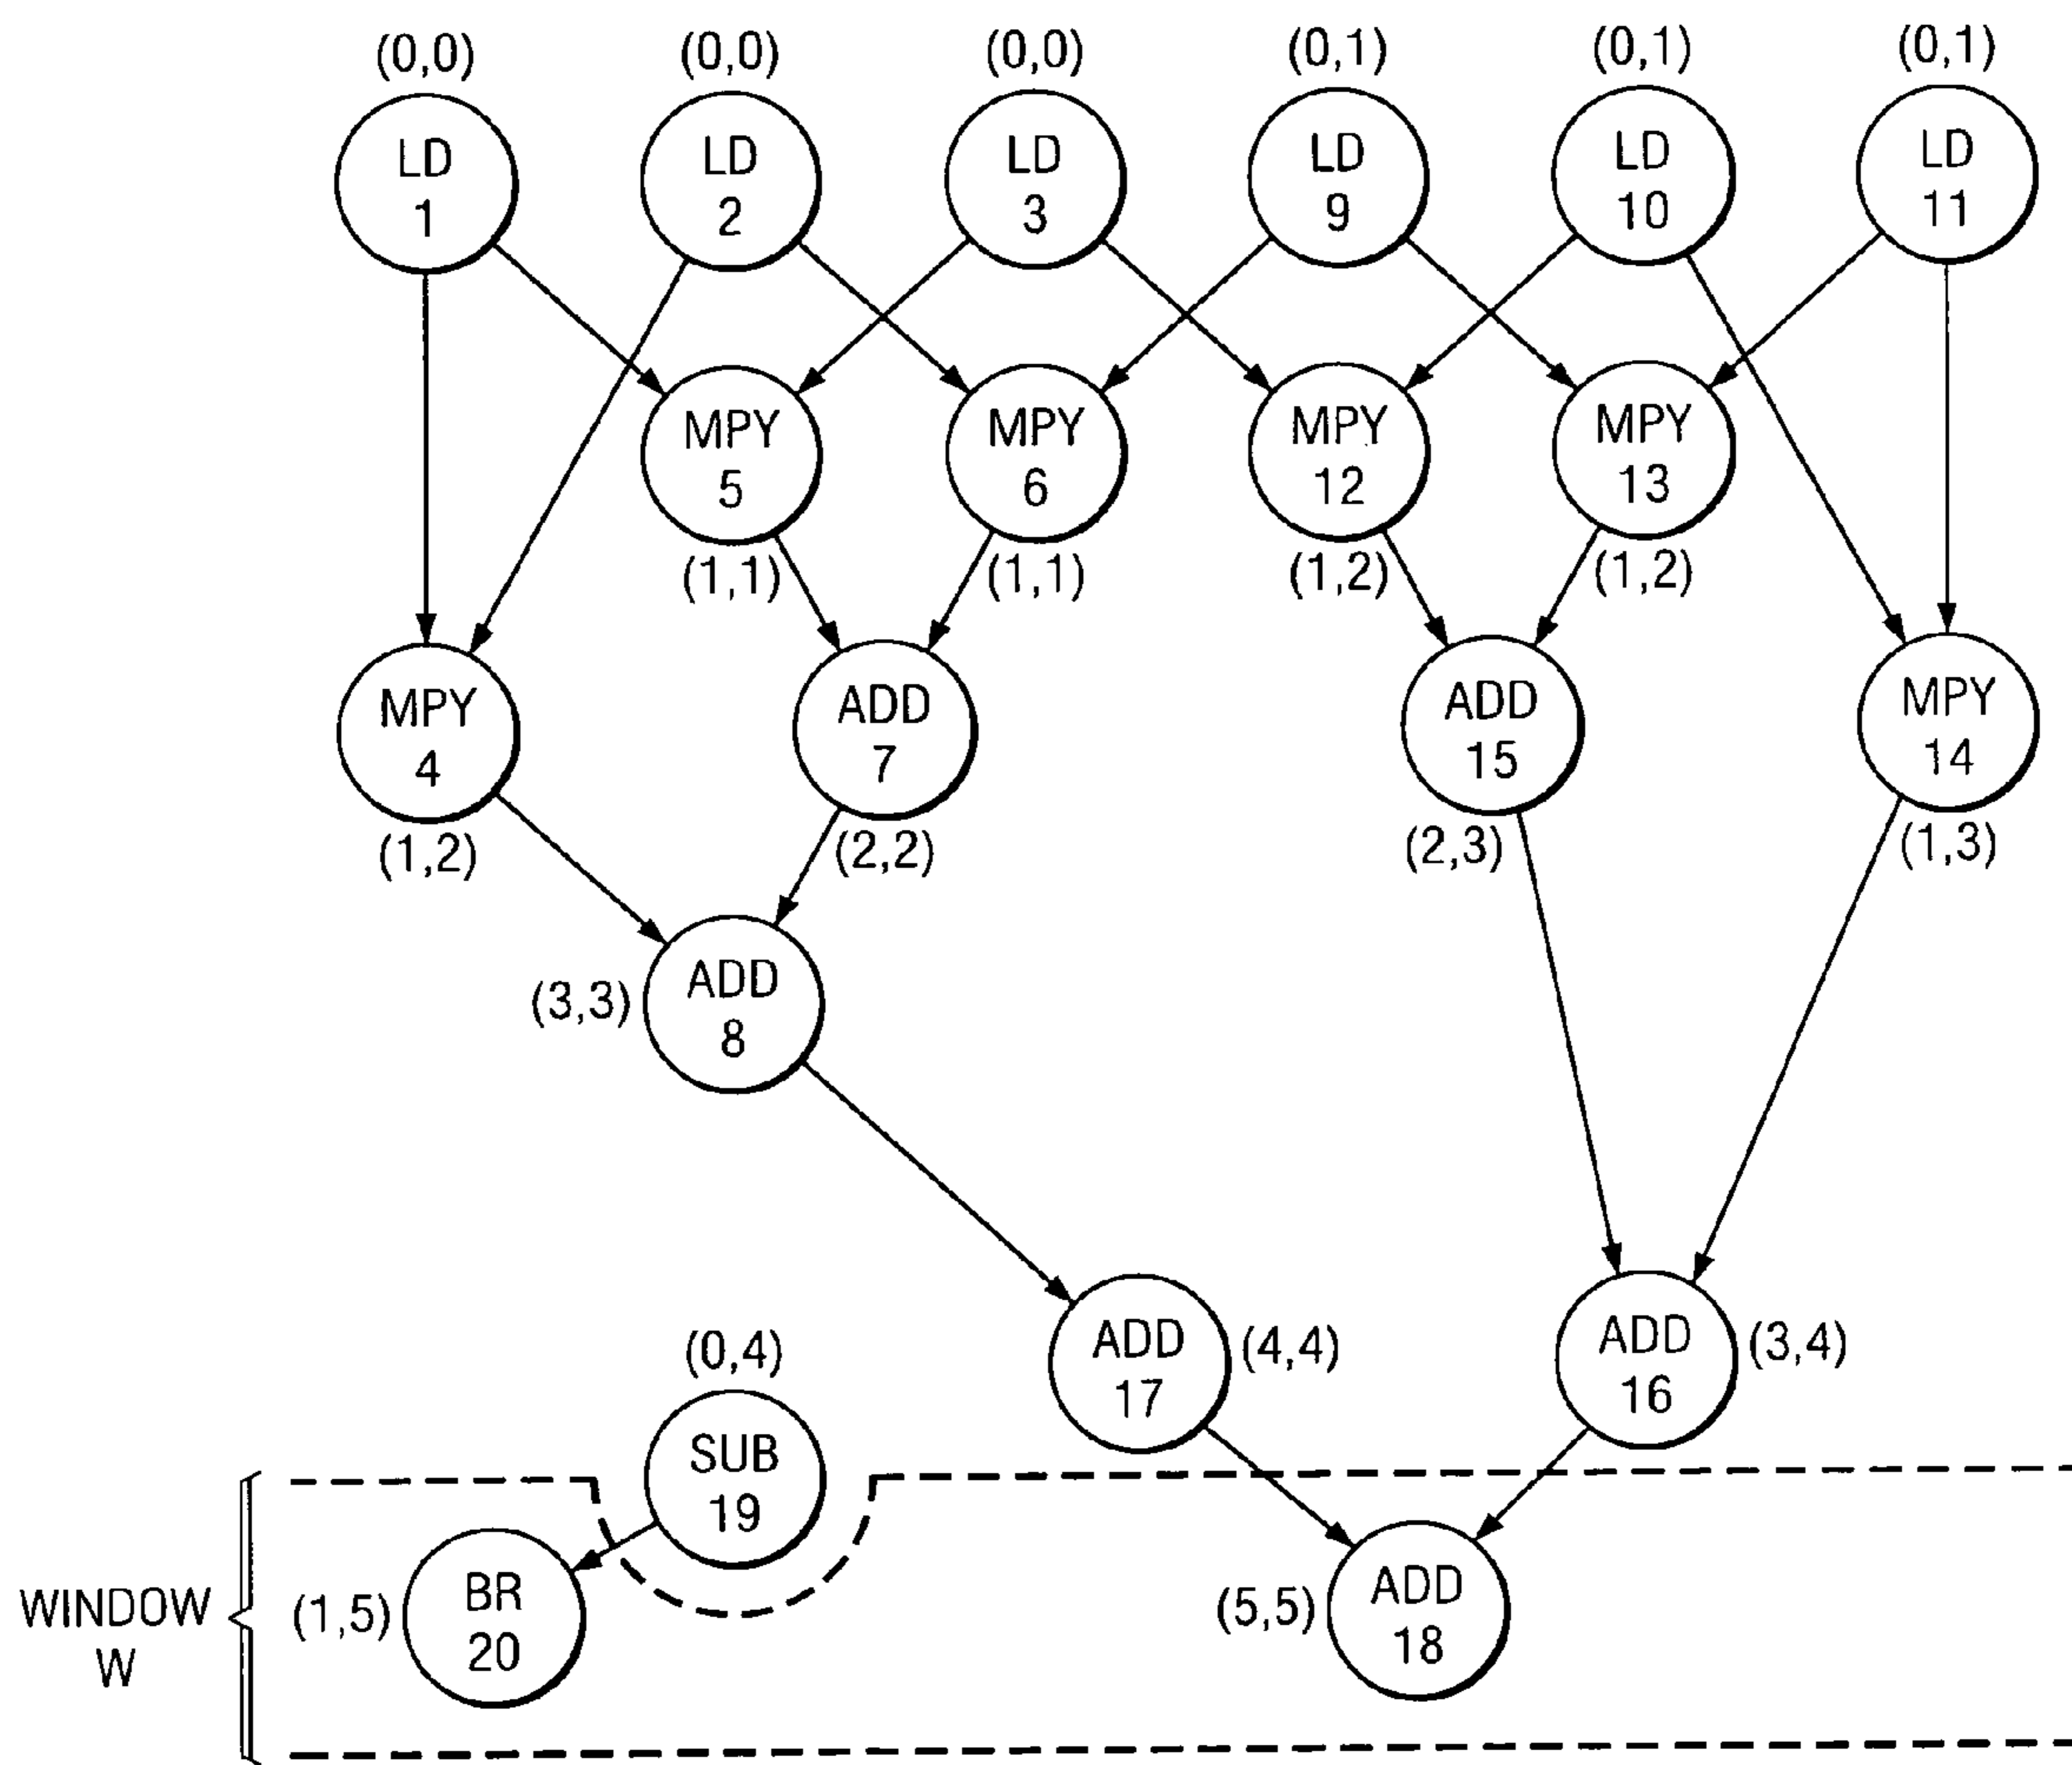 (0,0) (0,0) (0,0) (0,1) (0,1) (0,1)
LD LD LD LD LD LD
1 2 3 9 10 11
MPY MPY MPY MPY
5 6 12 13
(1,1) (1,1) (1,2) (1,2)
MPY ADD ADD MPY
4 7 15 14
(1,2) (2,2) (2,3) (1,3)
(3,3) ADD
8
(0,4) ADD (4,4) ADD (3,4)
17 16
SUB
19
WINDOW (1,5) BR (5,5) ADD
W 20 18